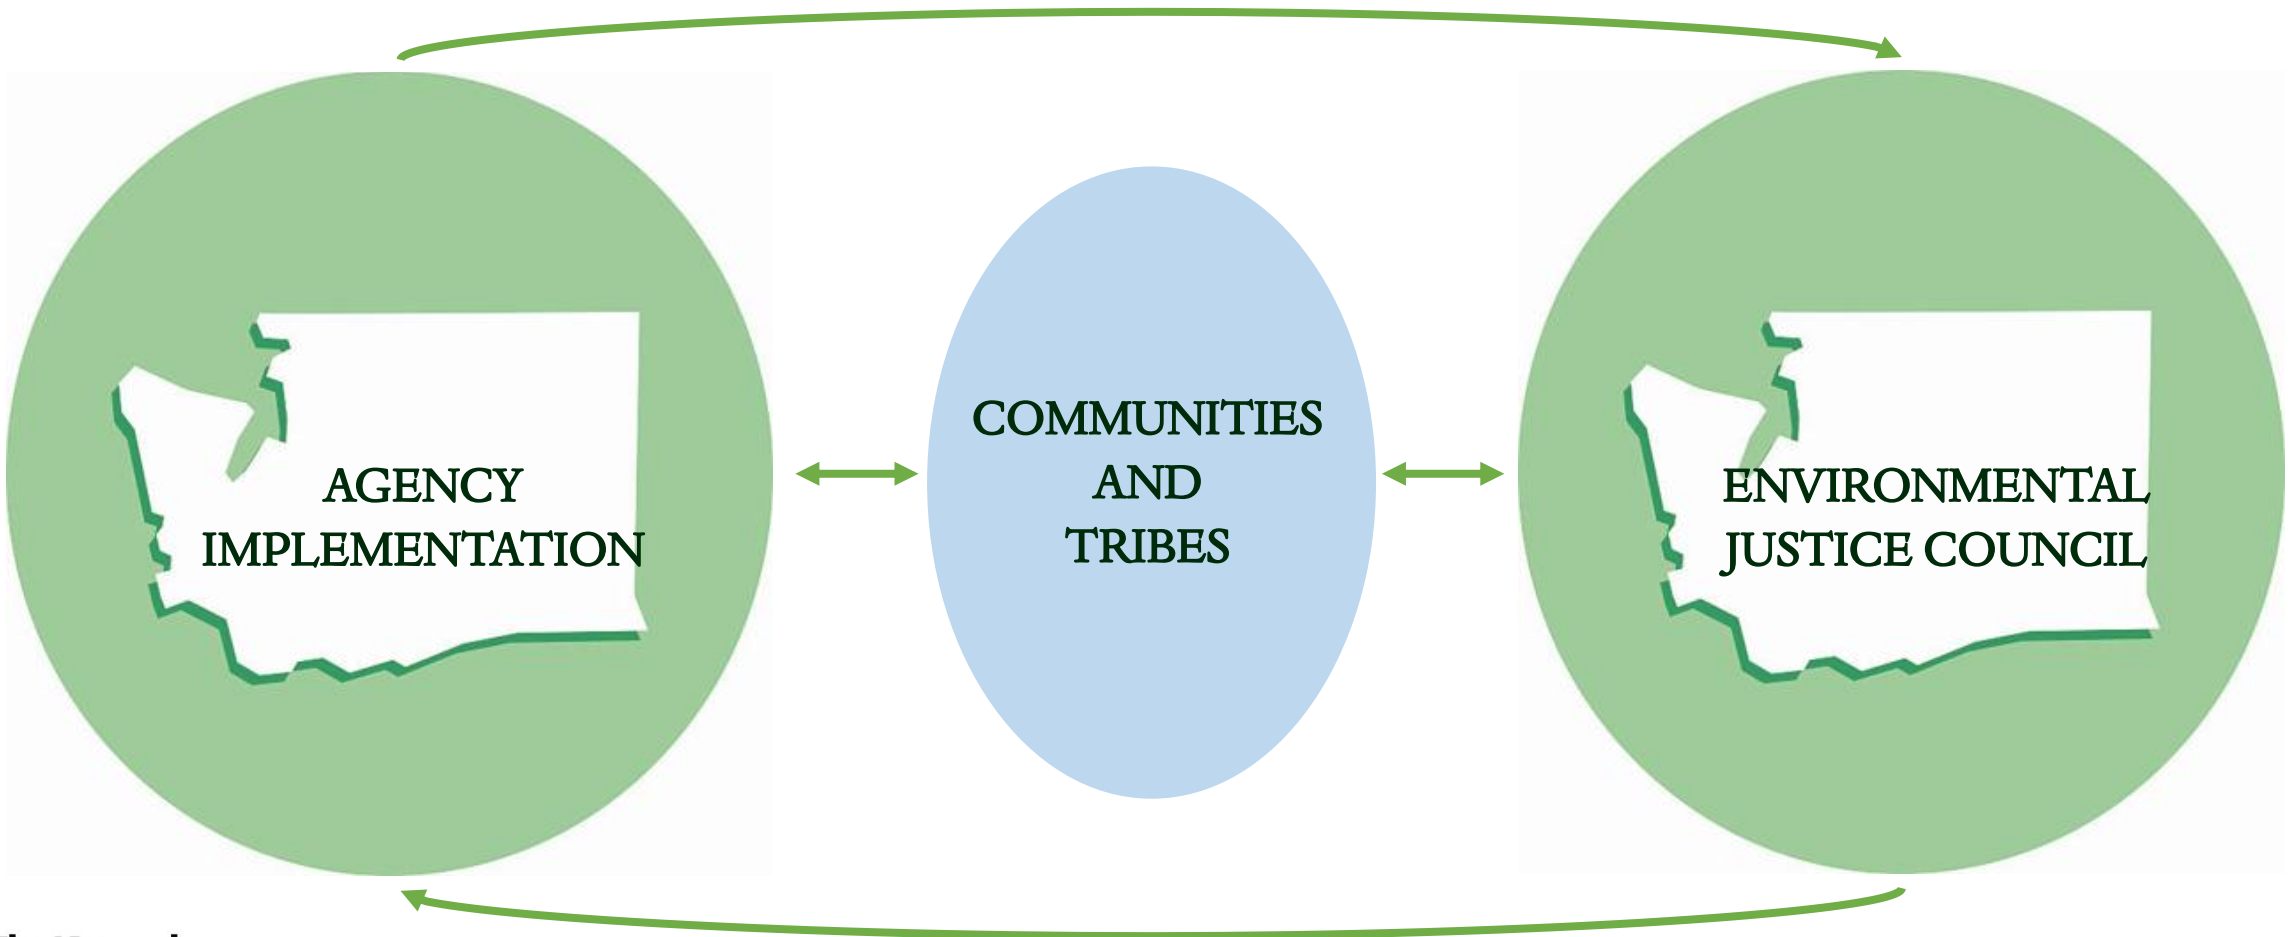 AGENCY
IMPLEMENTATION
COMMUNITIES
AND
TRIBES
ENVIRONMENTAL
JUSTICE COUNCIL